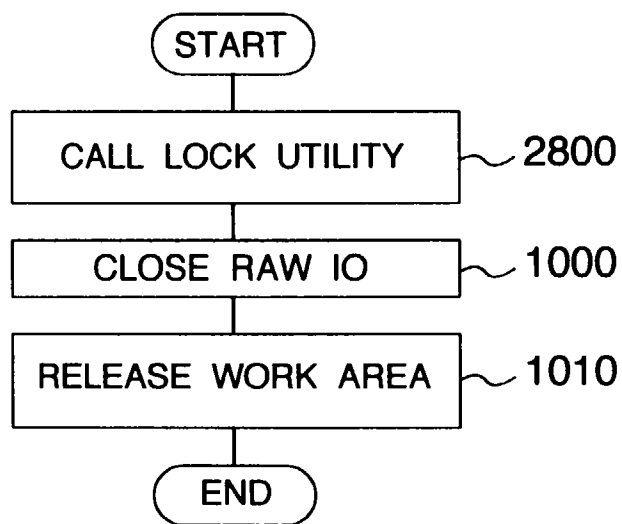 START
CALL LOCK UTILITY 2800
CLOSE RAW IO 1000
RELEASE WORK AREA 1010
END